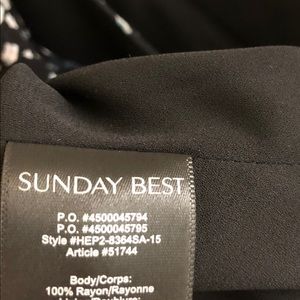 SUNDAY BEST
P.O. #4500045794
P.O. #4500045795
Style #HEP2-8364SA-15
Article #51744
Body/Corps:
100% Rayon/Rayonne